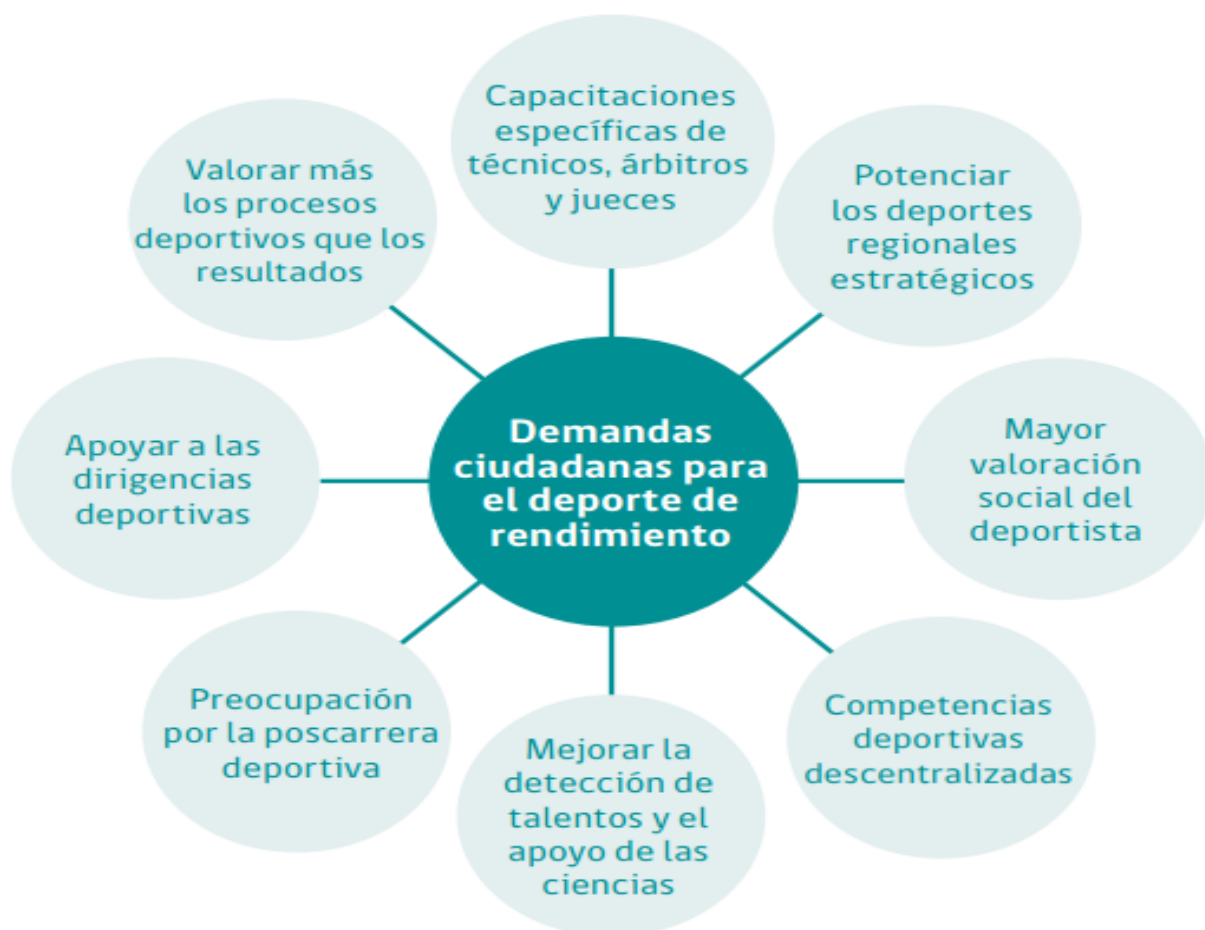 Capacitaciones
específicas de
técnicos, árbitros
y jueces
Valorar más
los procesos
deportivos que los
resultados
Potenciar
los deportes
regionales
estratégicos
Apoyar a las
dirigencias
deportivas
Demandas
ciudadanas para
el deporte de
rendimiento
Mayor
valoración
social del
deportista
Preocupación
por la poscarrera
deportiva
Mejorar la
detección de
talentos y el
apoyo de las
ciencias
Competencias
deportivas
descentralizadas